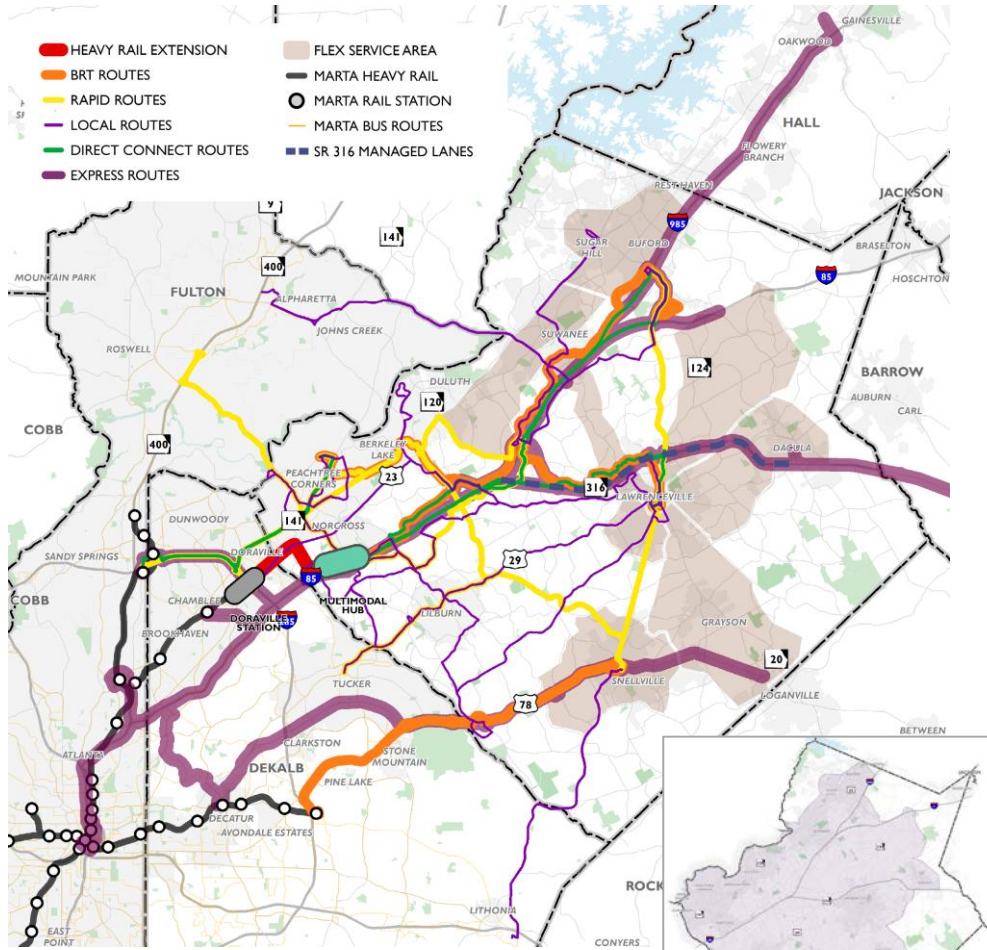 HEAVY RAIL EXTENSION
BRT ROUTES
RAPID ROUTES
LOCAL ROUTES
DIRECT CONNECT ROUTES
EXPRESS ROUTES
FLEX SERVICE AREA
MARTA HEAVY RAIL
MARTA RAIL STATION
MARTA BUS ROUTES
SR 316 MANAGED LANES
GAINESVILLE
OAKWOOD
HALL
FLOWERY
BRANCH
REST HAVEN
JACKSON
985
9
141
SUGAR
HILL
BUFORD
BRASELTON
85
HOSCHTON
400
MOUNTAIN PARK
FULTON
ALPHARETTA
JOHNS CREEK
SUWANEE
ROSWELL
124
BARROW
AUBURN
CARL
DULUTH
120
COBB
400
BERKELEY
LAKE
DACULA
PEACHTREE
CORNERS
23
316
LAWRENCEVILLE
DUNWOODY
141
NORCROSS
SANDY SPRINGS
DORAVILLE
29
COBB
85
MULTIMODAL
HUB
CHAMBLEE
DORAVILLE
STATION
BROOKHAVEN
LILBURN
GRAYSON
20
TUCKER
SNELLVILLE
LOGANVILLE
78
BETWEEN
CLARKSTON
STONE
MOUNTAIN
ATLANTA
DEKALB
PINE LAKE
DECATUR
AVONDALE ESTATES
ROCK
LITHONIA
EAST
POINT
CONYERS